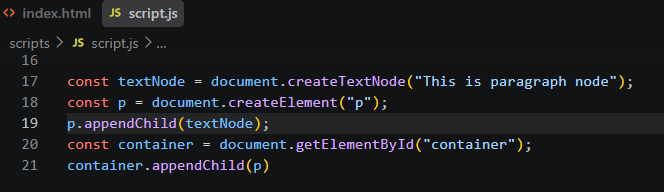 index.html JS script.js
scripts > JS script.js > ...
16
17 const textNode = document.createTextNode("This is paragraph node");
18 const p = document.createElement("p");
19 p.appendChild(textNode);
20 const container = document.getElementById("container");
21 container.appendChild(p)